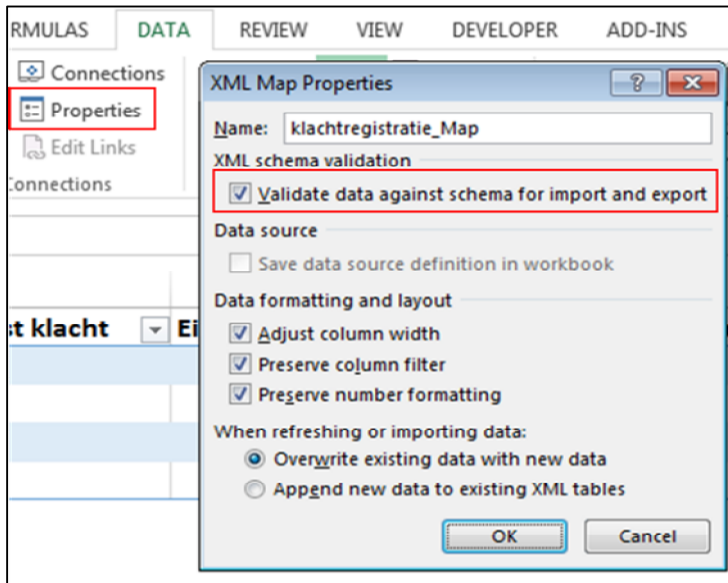 RMULAS DATA REVIEW VIEW DEVELOPER ADD-INS
Connections
Properties
Edit Links
Connections
XML Map Properties
Name: klachtregistratie_Map
XML schema validation
Validate data against schema for import and export
Data source
Save data source definition in workbook
Data formatting and layout
Adjust column width
Preserve column filter
Preserve number formatting
When refreshing or importing data:
Overwrite existing data with new data
Append new data to existing XML tables
OK Cancel
st klacht Ei